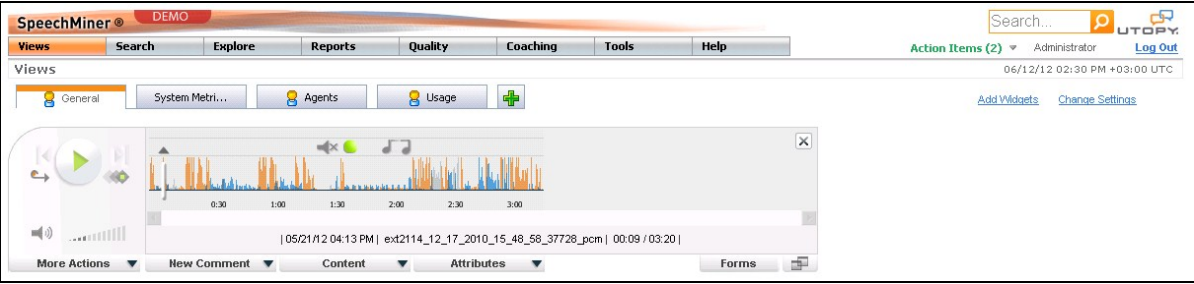 SpeechMiner® DEMO Search... UTOPY
Views Search Explore Reports Quality Coaching Tools Help Action Items (2) Administrator Log Out
Views 06/12/12 02:30 PM +03:00 UTC
General System Metri... Agents Usage Add Widgets Change Settings
0:30 1:00 1:30 2:00 2:30 3:00
| 05/21/12 04:13 PM | ext2114_12_17_2010_15_48_58_37728_pcm | 00:09 / 03:20 |
More Actions New Comment Content Attributes Forms